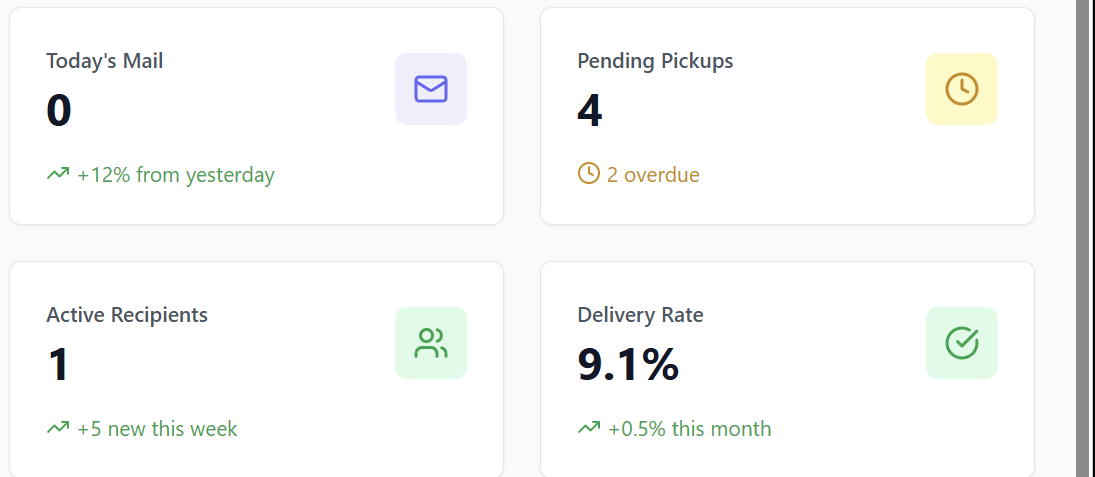 Today's Mail
0
+12% from yesterday
Pending Pickups
4
2 overdue
Active Recipients
1
+5 new this week
Delivery Rate
9.1%
+0.5% this month